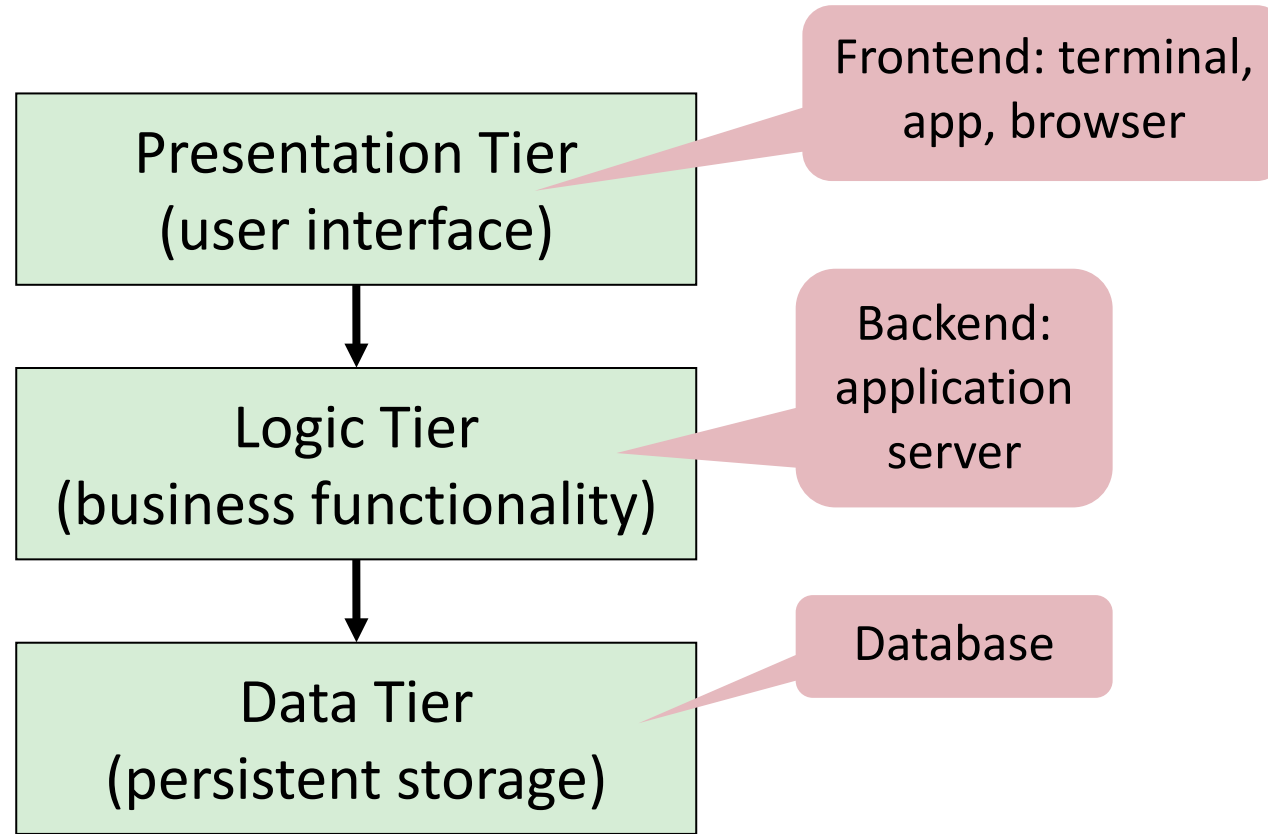 Frontend: terminal,
app, browser
Presentation Tier
(user interface)
Backend:
application
server
Logic Tier
(business functionality)
Database
Data Tier
(persistent storage)